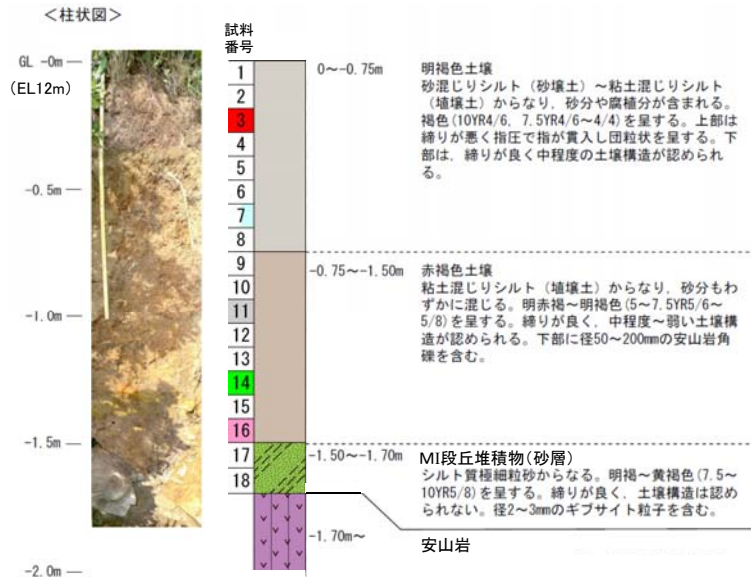 <柱状図>
試料
番号
GL -0m
(EL12m)
-0.5m
-1.0m
-1.5m
-2.0m
1
2
3
4
5
6
7
8
9
10
11
12
13
14
15
16
17
18
0～-0.75m
明褐色土壌
砂混じりシルト（砂壌土）～粘土混じりシルト
（埴壌土）からなり，砂分や腐植分が含まれる。
褐色(10YR4/6，7.5YR4/6～4/4)を呈する。上部は
締りが悪く指圧で指が貫入し団粒状を呈する。下
部は，締りが良く中程度の土壌構造が認められ
る。
-0.75～-1.50m
赤褐色土壌
粘土混じりシルト（埴壌土）からなり，砂分もわ
ずかに混じる。明赤褐～明褐色(5～7.5YR5/6～
5/8)を呈する。締りが良く，中程度～弱い土壌構
造が認められる。下部に径50～200mmの安山岩角
礫を含む。
-1.50～-1.70m
MI段丘堆積物(砂層)
シルト質極細粒砂からなる。明褐～黄褐色(7.5～
10YR5/8)を呈する。締りが良く，土壌構造は認め
られない。径2～3mmのギブサイト粒子を含む。
-1.70m～
安山岩